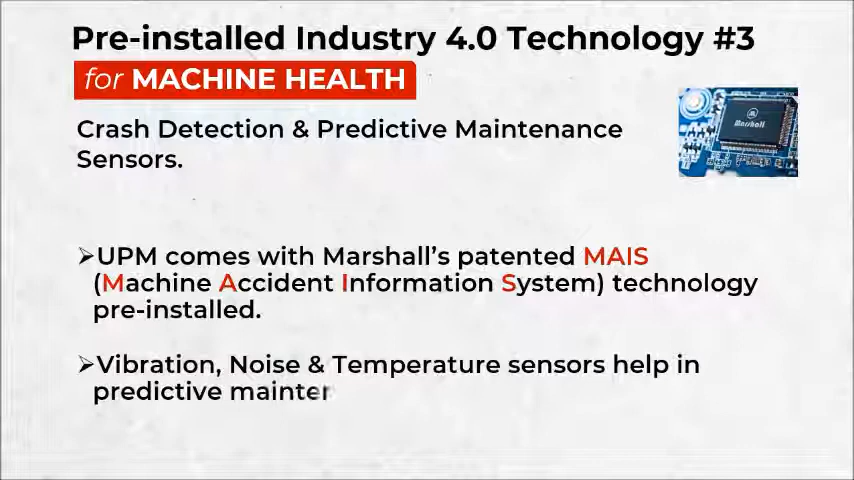 Pre-installed Industry 4.0 Technology #3
for MACHINE HEALTH
Crash Detection & Predictive Maintenance
Sensors.
Marshall
➢UPM comes with Marshall’s patented MAIS
(Machine Accident Information System) technology
pre-installed.
➢Vibration, Noise & Temperature sensors help in
predictive mainter